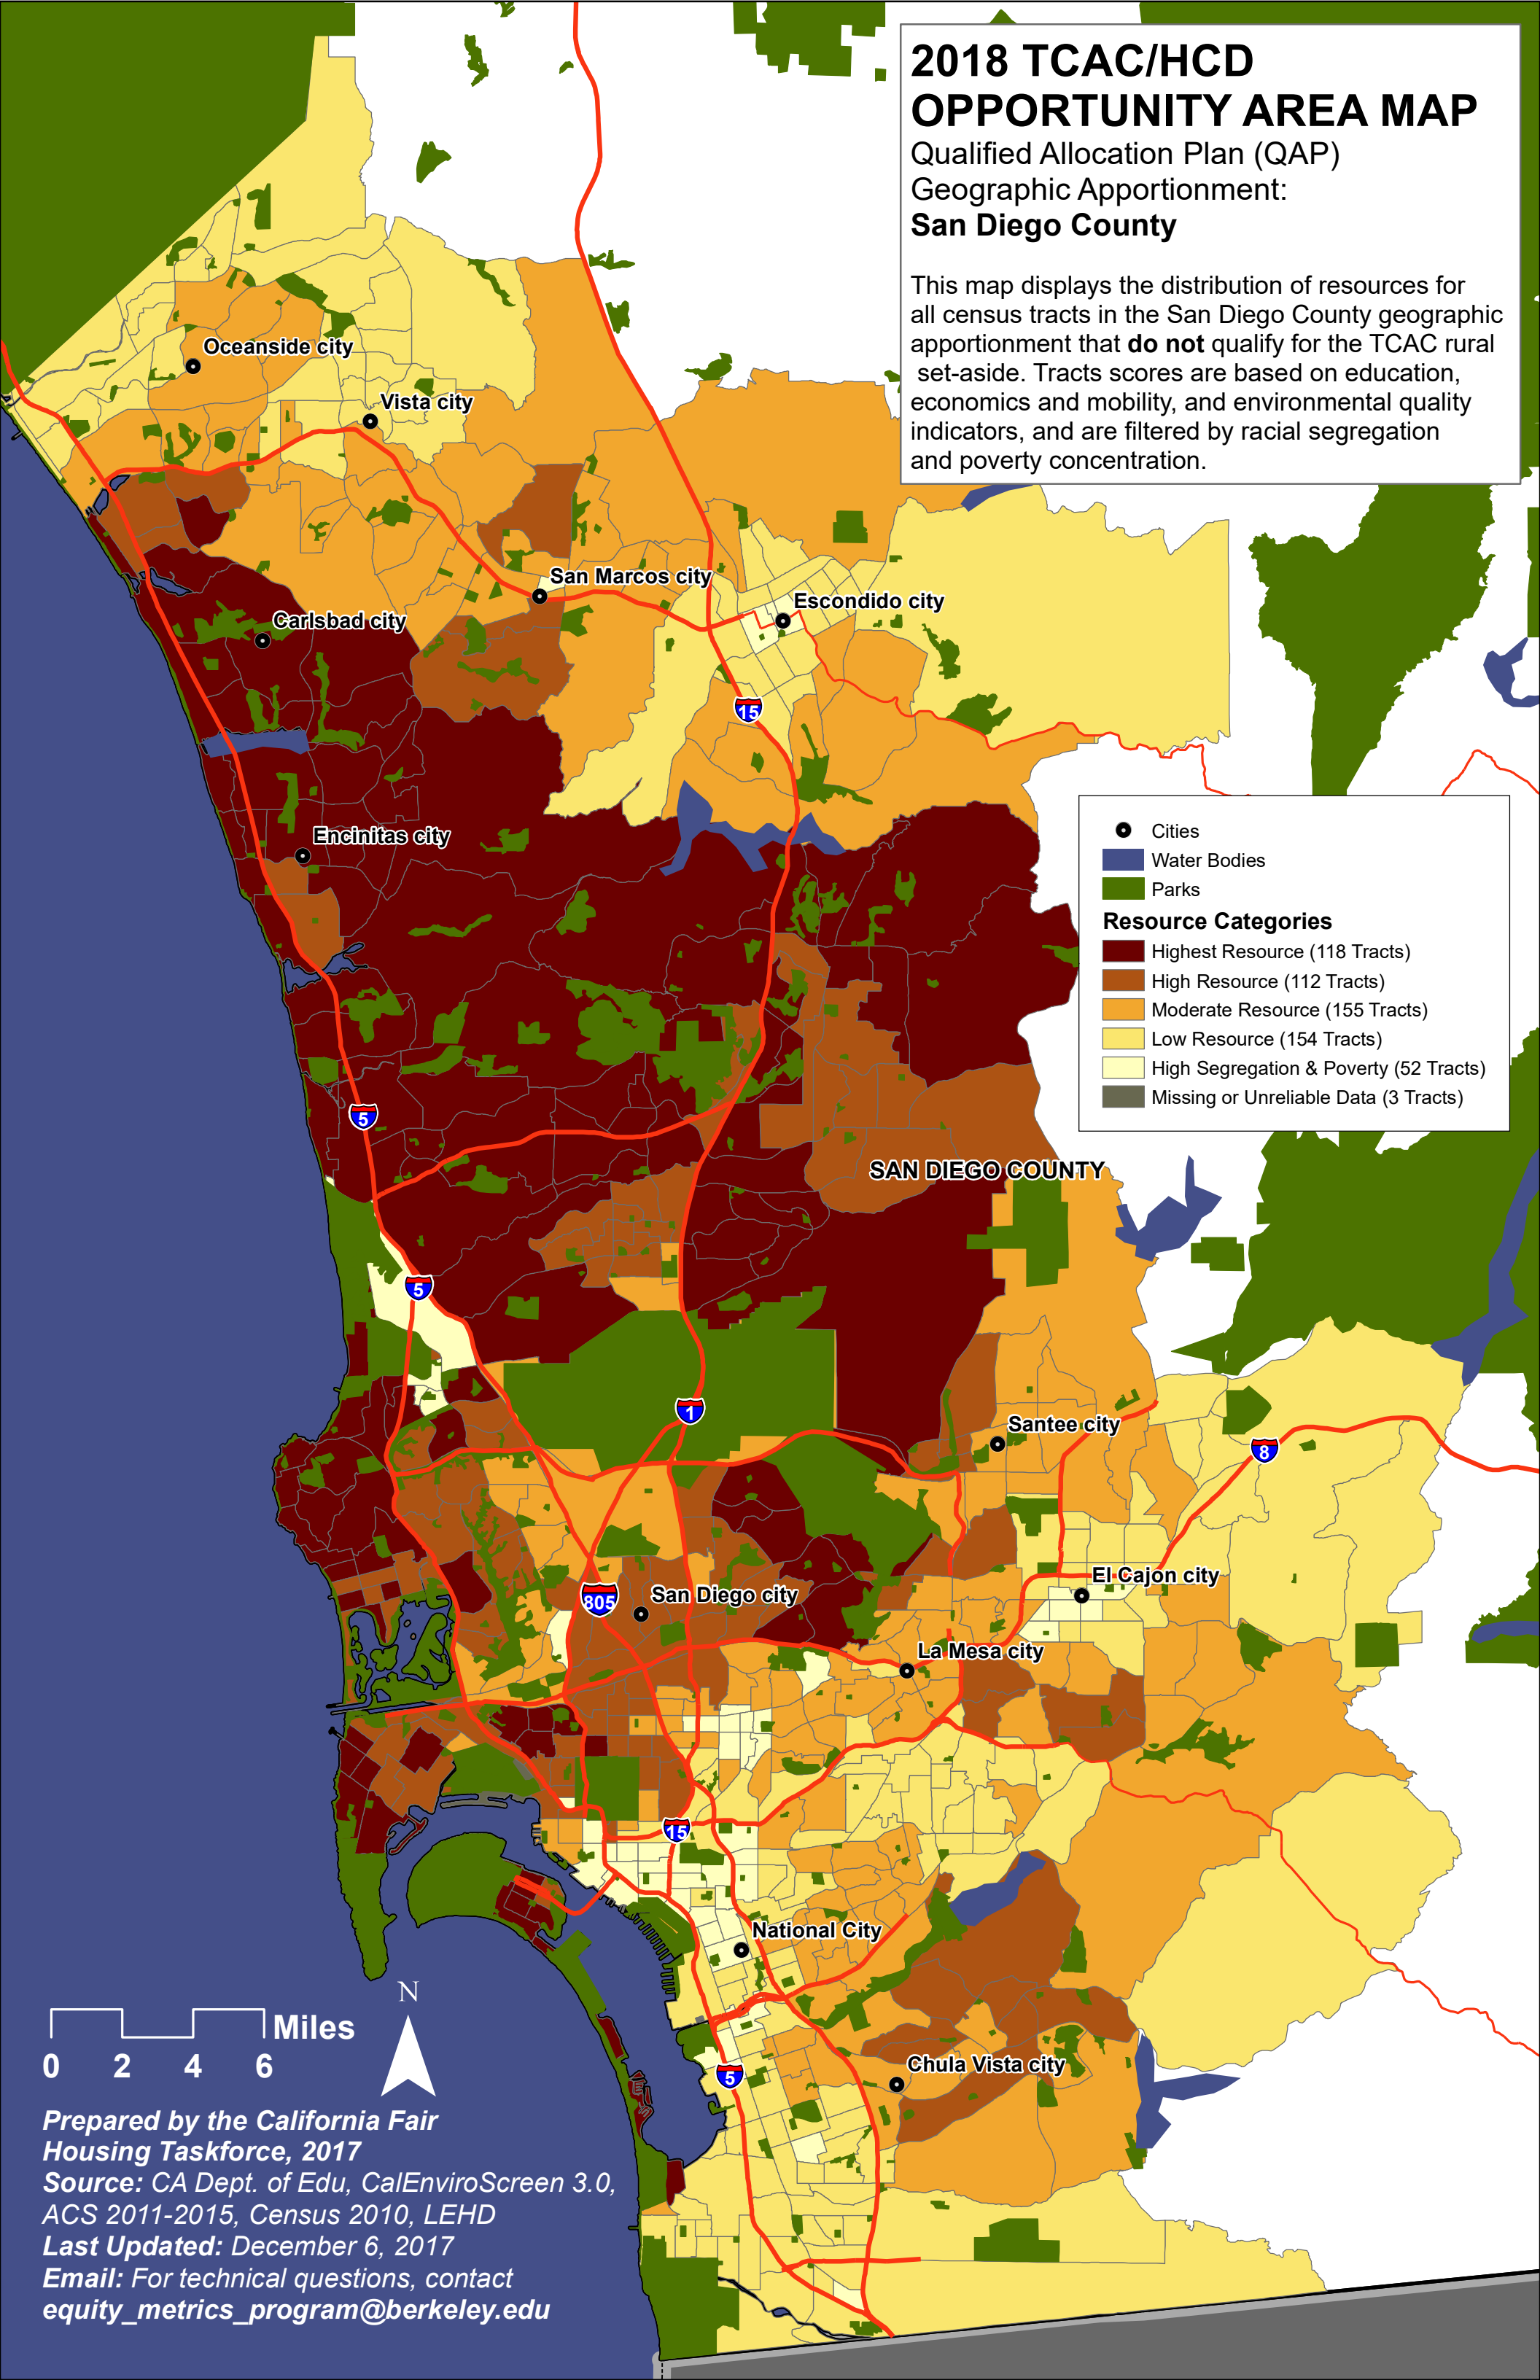 2018 TCAC/HCD
OPPORTUNITY AREA MAP
Qualified Allocation Plan (QAP)
Geographic Apportionment:
San Diego County
This map displays the distribution of resources for
all census tracts in the San Diego County geographic
apportionment that do not qualify for the TCAC rural
set-aside. Tracts scores are based on education,
economics and mobility, and environmental quality
indicators, and are filtered by racial segregation
and poverty concentration.
Oceanside city
Vista city
San Marcos city
Escondido city
Carlsbad city
15
Encinitas city
Cities
Water Bodies
Parks
Resource Categories
Highest Resource (118 Tracts)
High Resource (112 Tracts)
Moderate Resource (155 Tracts)
Low Resource (154 Tracts)
High Segregation & Poverty (52 Tracts)
Missing or Unreliable Data (3 Tracts)
5
SAN DIEGO COUNTY
5
1
Santee city
8
El Cajon city
805
San Diego city
La Mesa city
15
National City
Chula Vista city
5
N
Miles
0 2 4 6
Prepared by the California Fair
Housing Taskforce, 2017
Source: CA Dept. of Edu, CalEnviroScreen 3.0,
ACS 2011-2015, Census 2010, LEHD
Last Updated: December 6, 2017
Email: For technical questions, contact
equity_metrics_program@berkeley.edu